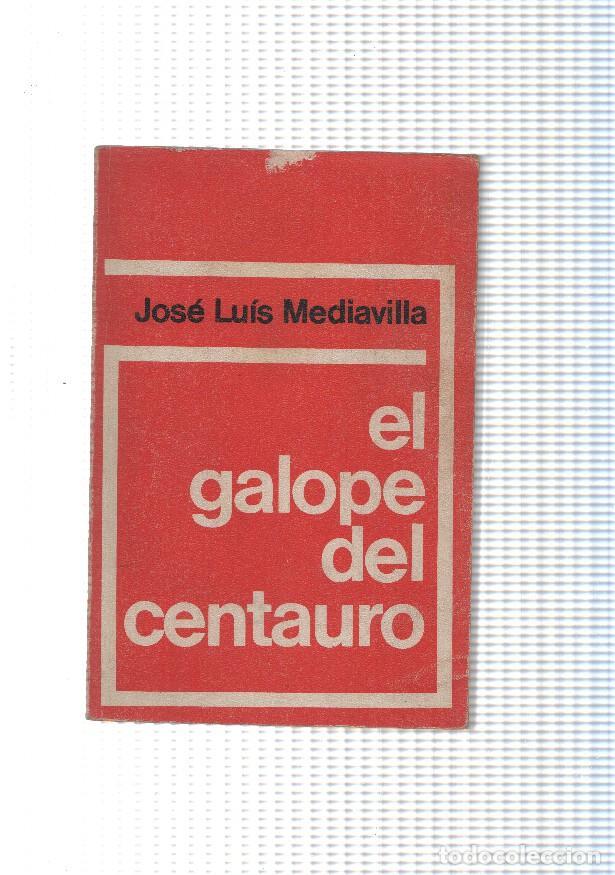 José Luís Mediavilla
el
galope
del
centauro
todocoleccion